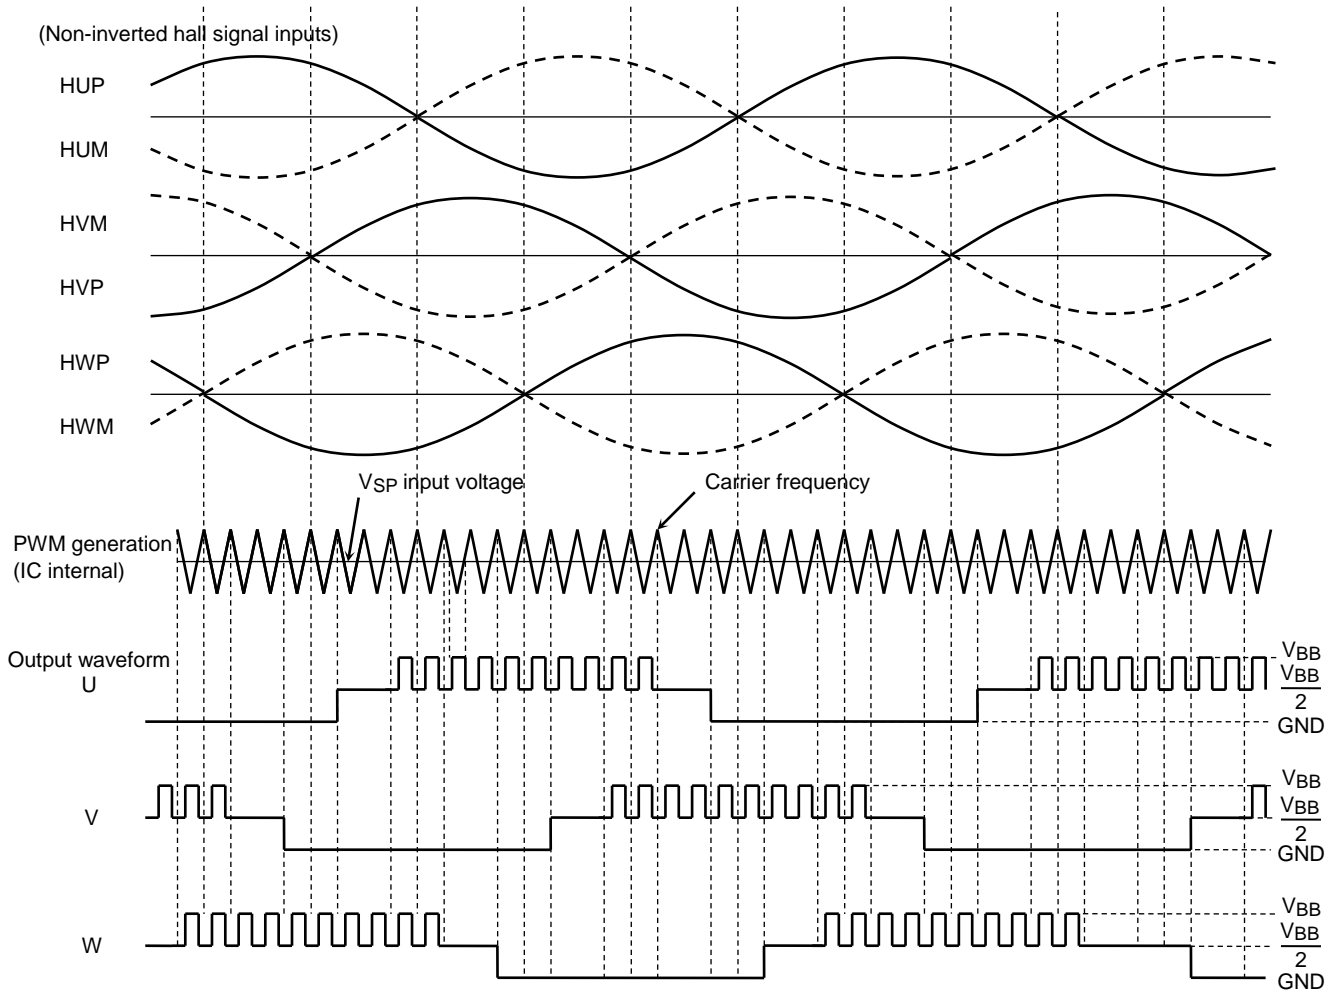 (Non-inverted hall signal inputs)
HUP
HUM
HVM
HVP
HWP
HWM
VSP input voltage
Carrier frequency
PWM generation
(IC internal)
Output waveform
U
VBB
VBB
2
GND
V
VBB
VBB
2
GND
W
VBB
VBB
2
GND